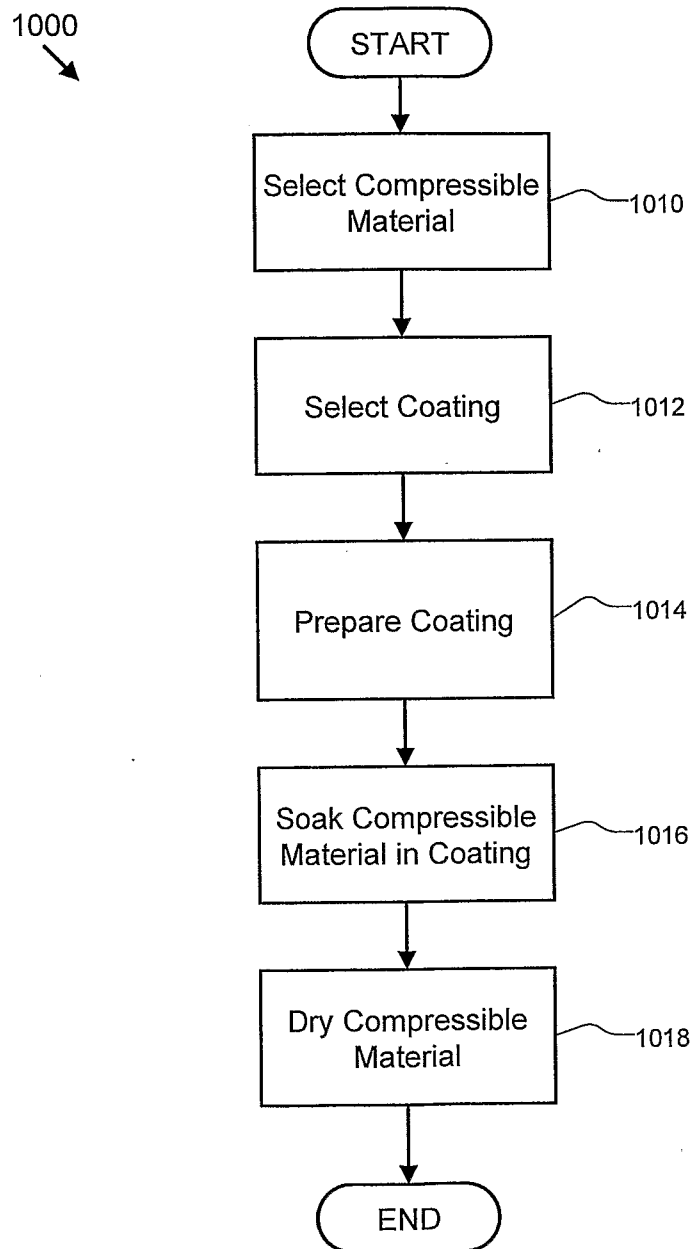 1000
START
Select Compressible
Material
1010
Select Coating
1012
Prepare Coating
1014
Soak Compressible
Material in Coating
1016
Dry Compressible
Material
1018
END